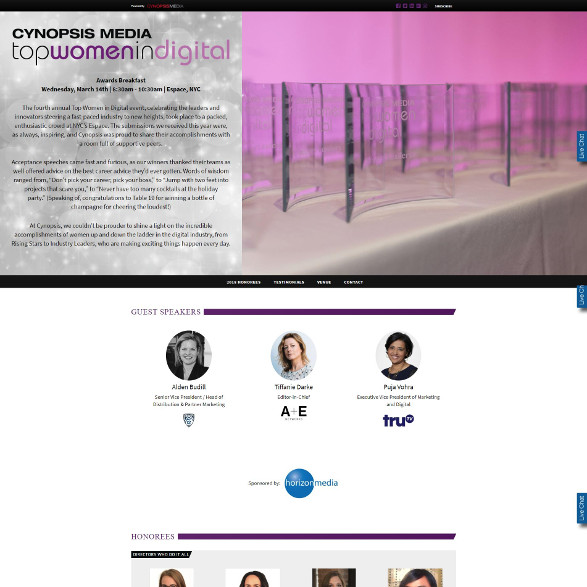 CYNOPSIS MEDIA
CYNOPSIS MEDIA
topwomenindigital
Awards Breakfast
Wednesday, March 14th | 8:30am - 10:30am | Espace, NYC
The fourth annual Top Women in Digital event, celebrating the leaders and
innovators steering a fast-paced industry to new heights, took place to a packed,
enthusiastic crowd at NYC's Espace. The submissions we received this year were,
as always, inspiring, and Cynopsis was proud to share their accomplishments with
a room full of supportive peers.
Acceptance speeches came fast and furious, as our winners thanked their teams as
well offered advice on the best career advice they'd ever gotten. Words of wisdom
ranged from, "Don't pick your career, pick your boss," to "Jump with two feet into
projects that scare you," to "Never have too many cocktails at the holiday
party." (Speaking of, congratulations to Table 19 for winning a bottle of
champagne for cheering the loudest!)
At Cynopsis, we couldn't be prouder to shine a light on the incredible
accomplishments of women up and down the ladder in the digital industry, from
Rising Stars to Industry Leaders, who are making exciting things happen every day.
Live Chat
2018 HONOREES TESTIMONIALS VENUE CONTACT
Live Ch
GUEST SPEAKERS
Alden Budill
Senior Vice President / Head of
Distribution & Partner Marketing
Tiffanie Darke
Editor-in-Chief
A+E
NETWORKS
Puja Vohra
Executive Vice President of Marketing
and Digital
truTV
Sponsored by:
horizonmedia
Live Chat
HONOREES
DIRECTORS WHO DO IT ALL